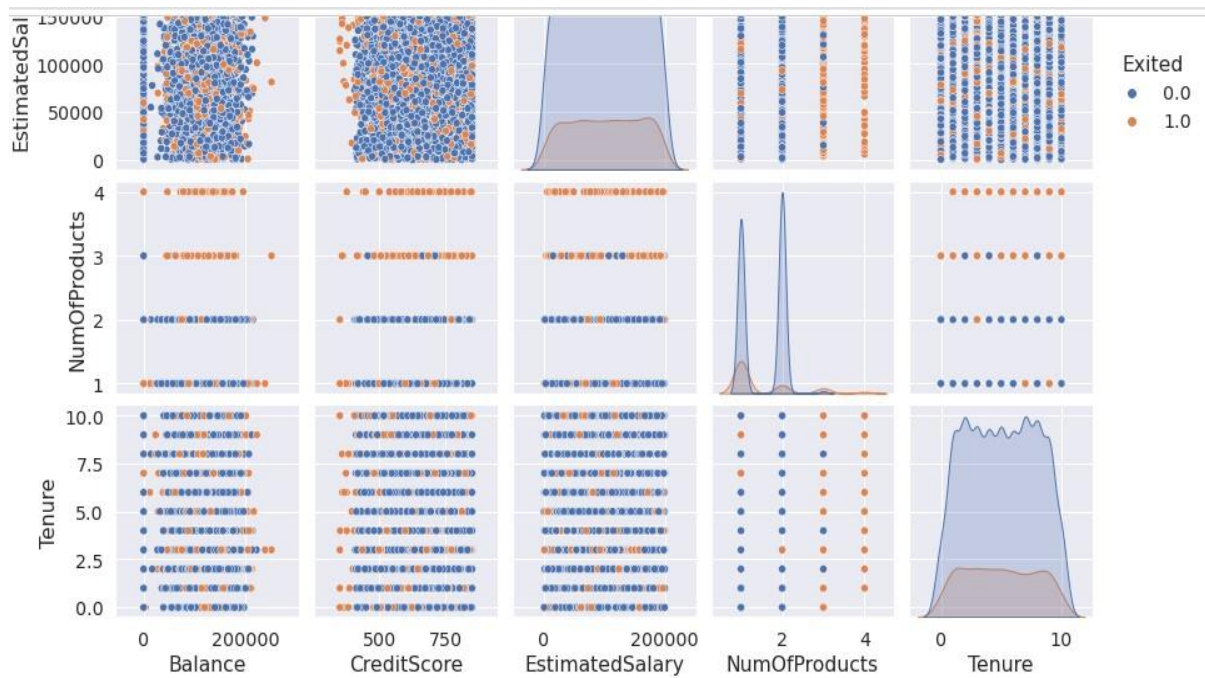 EstimatedSal
150000
100000
50000
0
Exited
0.0
1.0
NumOfProducts
4
3
2
1
Tenure
10.0
7.5
5.0
2.5
0.0
0 200000 500 750 0 200000 2 4 0 10
Balance CreditScore EstimatedSalary NumOfProducts Tenure